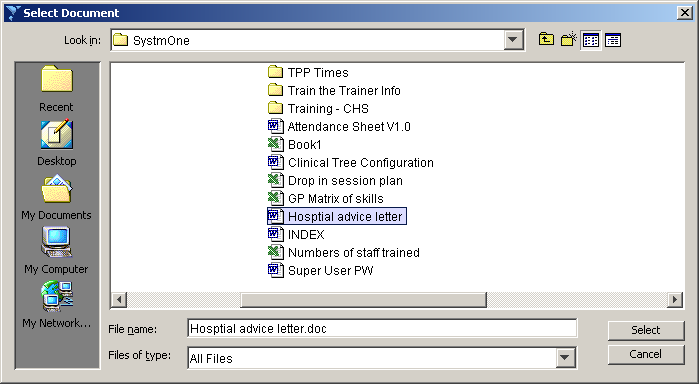 Select Document
Look in:
SystmOne
Recent
Desktop
My Documents
My Computer
My Network...
TPP Times
Train the Trainer Info
Training - CHS
Attendance Sheet V1.0
Book1
Clinical Tree Configuration
Drop in session plan
GP Matrix of skills
Hosptial advice letter
INDEX
Numbers of staff trained
Super User PW
File name:
Hosptial advice letter.doc
Select
Files of type:
All Files
Cancel